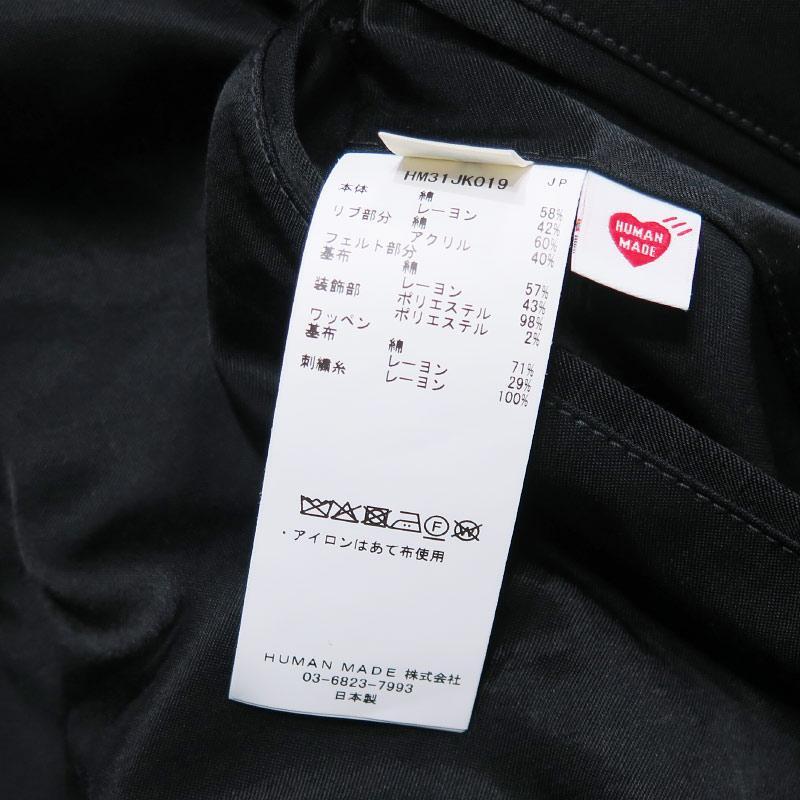 HM31JK019 JP
本体 綿 58%
レーヨン 42%
リブ部分 綿 60%
アクリル 40%
フェルト部分
基布 綿 57%
レーヨン 43%
装飾部 ポリエステル 98%
ポリエステル 2%
ワッペン
基布 綿 71%
レーヨン 29%
刺繍糸 レーヨン 100%
F W
・アイロンはあて布使用
HUMAN MADE 株式会社
03-6823-7993
日本製
HUMAN
MADE